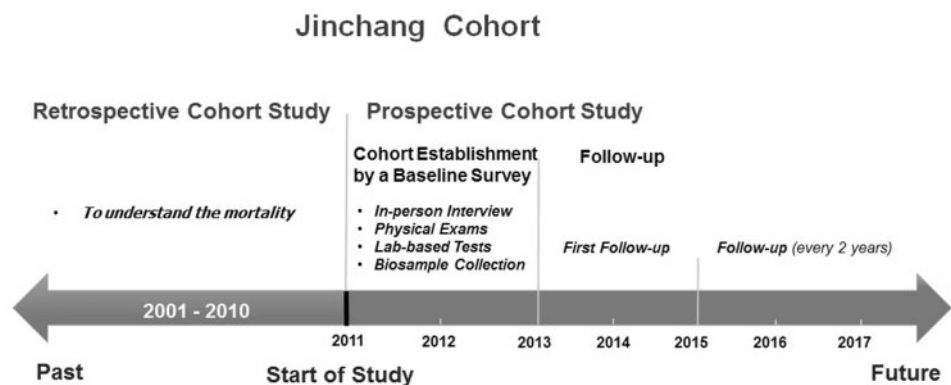 Jinchang Cohort
Retrospective Cohort Study
Prospective Cohort Study
Cohort Establishment
by a Baseline Survey
Follow-up
• To understand the mortality
• In-person Interview
• Physical Exams
• Lab-based Tests
• Biosample Collection
First Follow-up
Follow-up (every 2 years)
2001 - 2010
2011
2012
2013
2014
2015
2016
2017
Past
Start of Study
Future